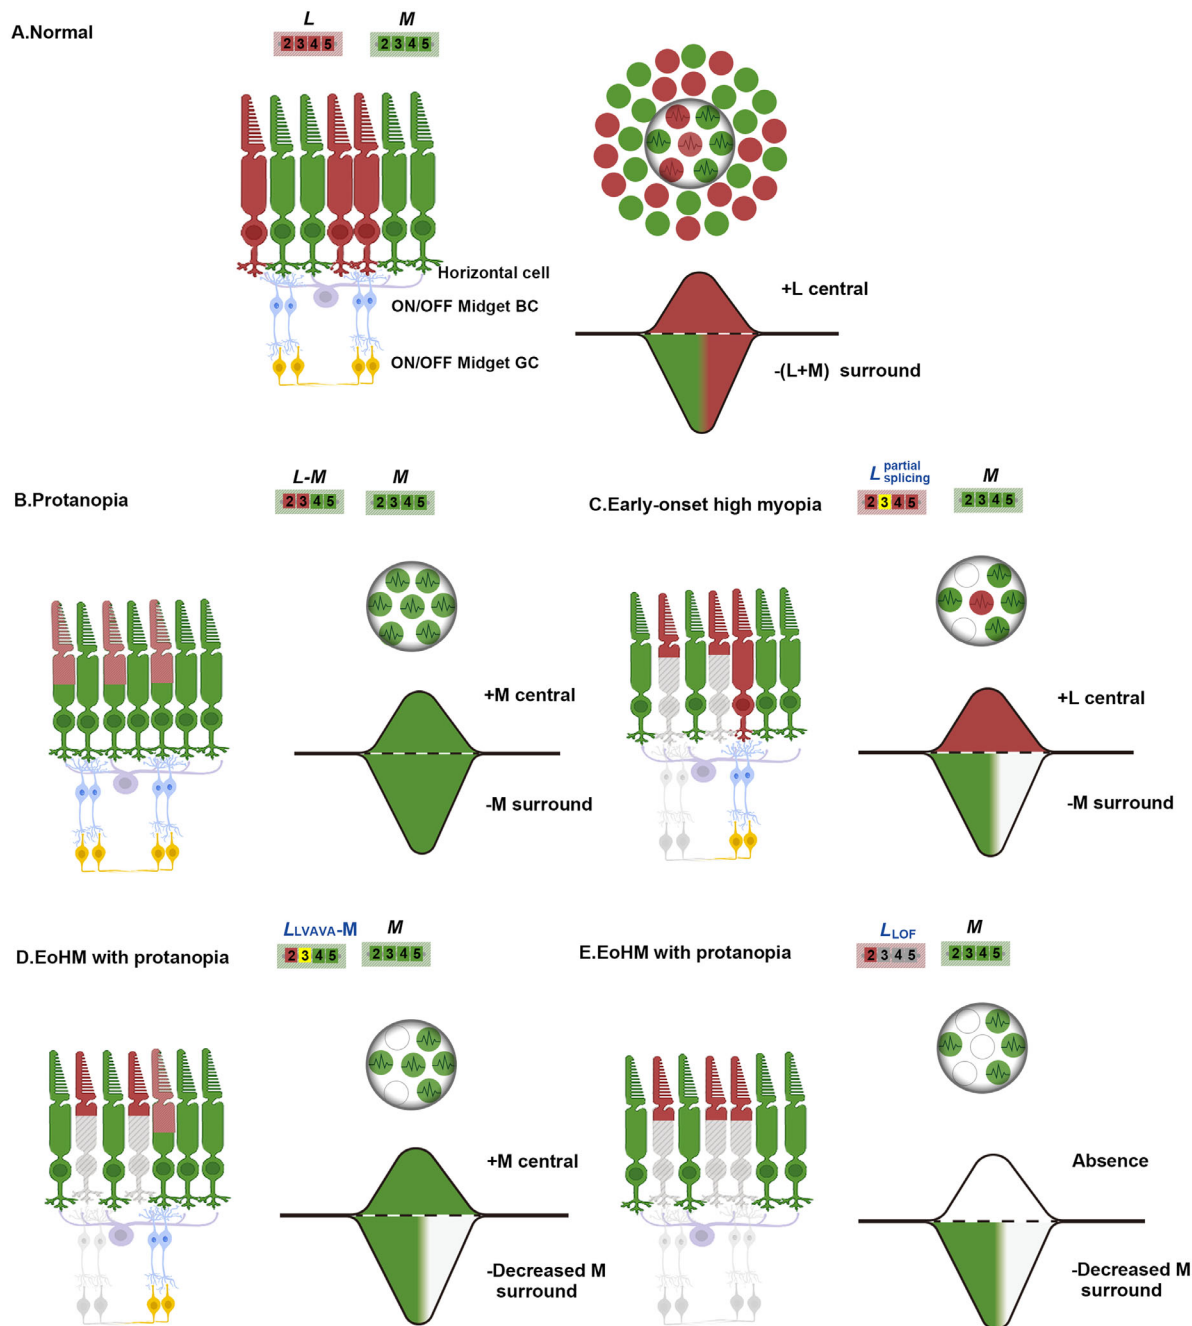 A.Normal
L M
2 3 4 5 2 3 4 5
Horizontal cell
ON/OFF Midget BC
ON/OFF Midget GC
+L central
-(L+M) surround
B.Protanopia
L-M M
2 3 4 5 2 3 4 5
+M central
-M surround
C.Early-onset high myopia
L partial splicing M
2 3 4 5 2 3 4 5
+L central
-M surround
D.EoHM with protanopia
LLVAVA-M M
2 3 4 5 2 3 4 5
+M central
-Decreased M
surround
E.EoHM with protanopia
LLOF M
2 3 4 5 2 3 4 5
Absence
-Decreased M
surround